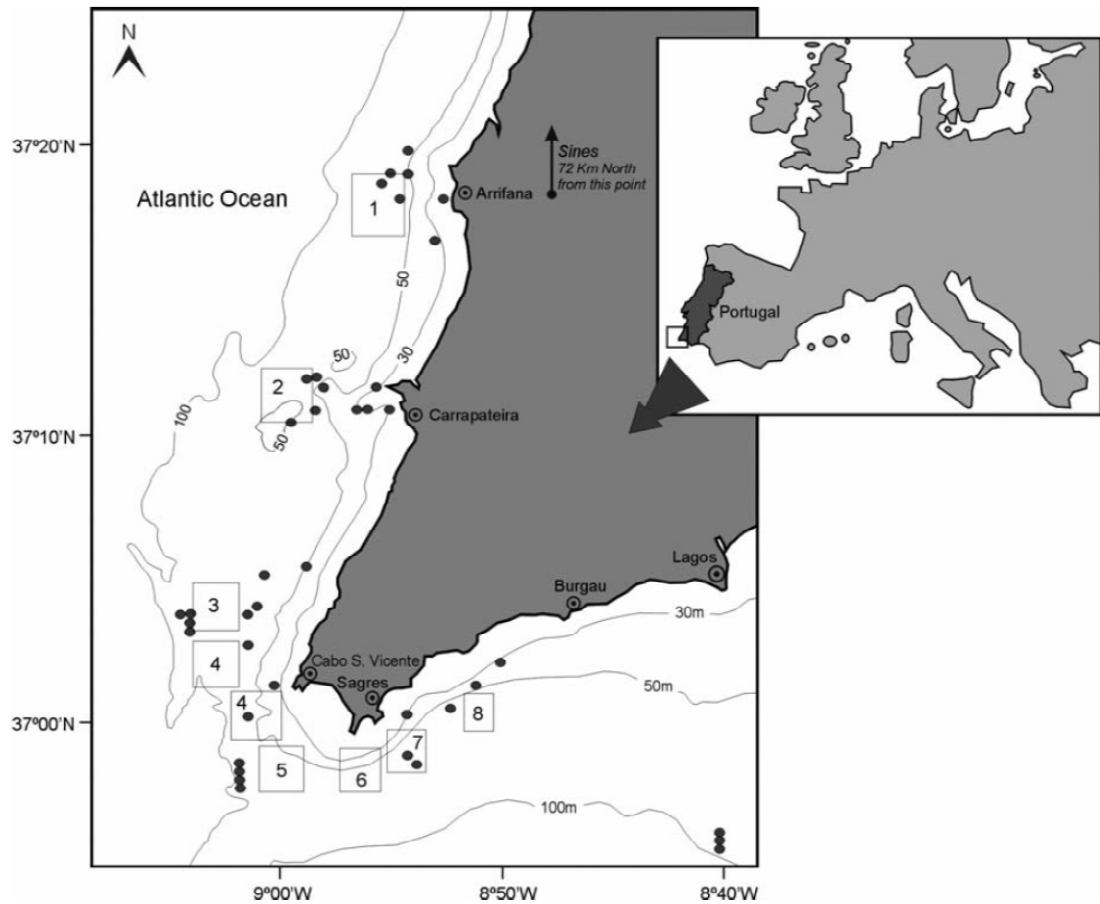 N
37º20'N
Atlantic Ocean
Sines
72 Km North
from this point
Arrifana
1
50
Portugal
30
50
2
100
50
Carrapateira
37º10'N
Lagos
Burgau
3
30m
4
Cabo S. Vicente
Sagres
50m
4
8
37º00'N
7
5
6
100m
9º00'W
8º50'W
8º40'W